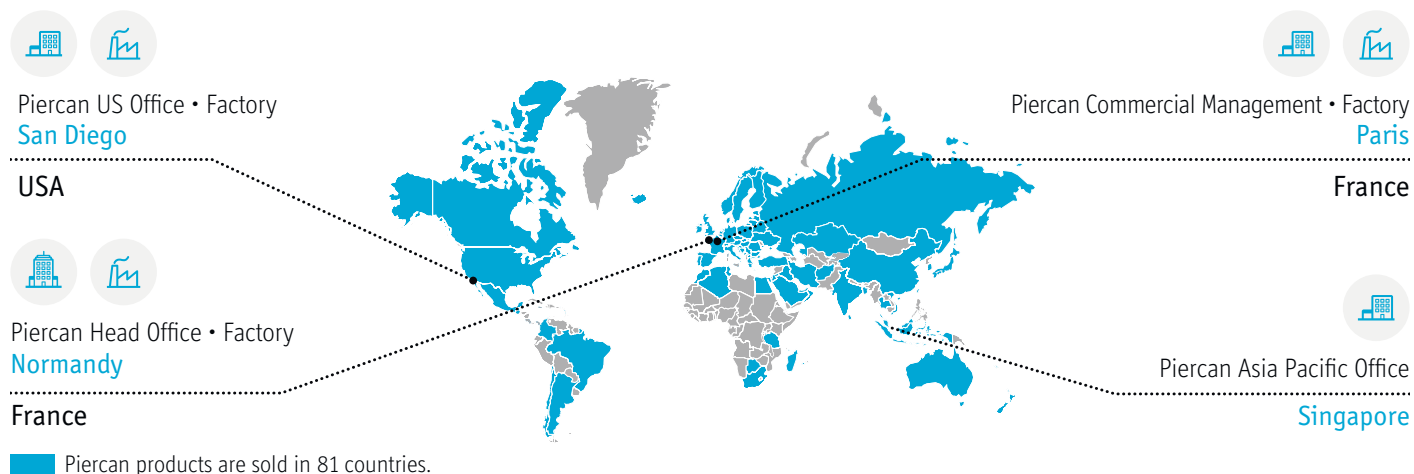 Piercan US Office • Factory
San Diego
USA
Piercan Head Office • Factory
Normandy
France
Piercan Commercial Management • Factory
Paris
France
Piercan Asia Pacific Office
Singapore
Piercan products are sold in 81 countries.